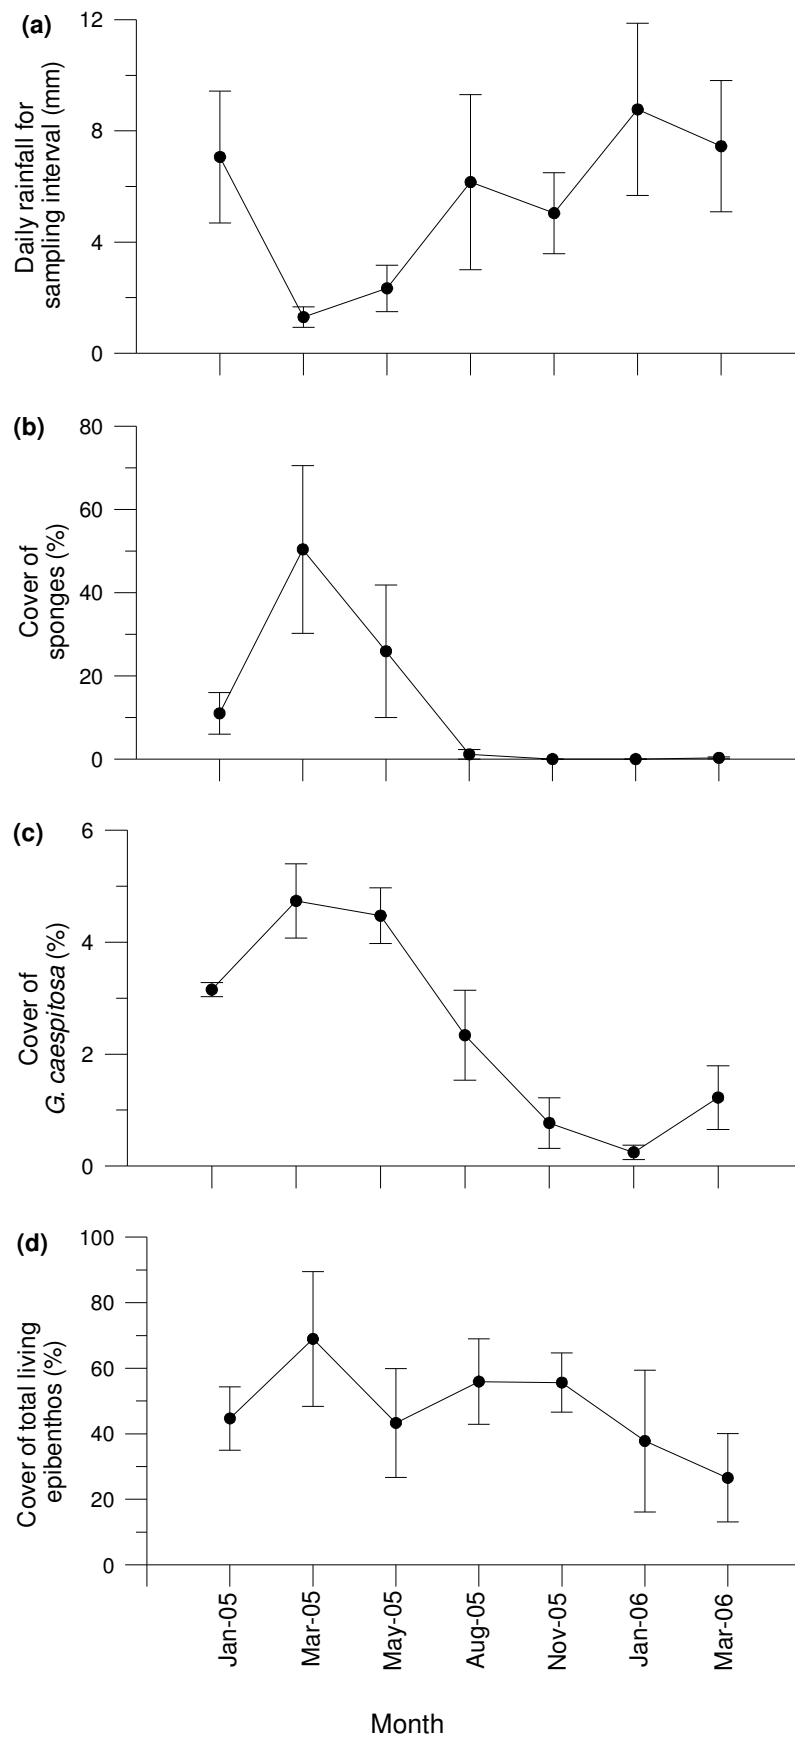 (a)
Daily rainfall for
sampling interval (mm)
12
8
4
0
(b)
Cover of
sponges (%)
80
60
40
20
0
(c)
Cover of
G. caespitosa (%)
6
4
2
0
(d)
Cover of total living
epibenthos (%)
100
80
60
40
20
0
Jan-05
Mar-05
May-05
Aug-05
Nov-05
Jan-06
Mar-06
Month